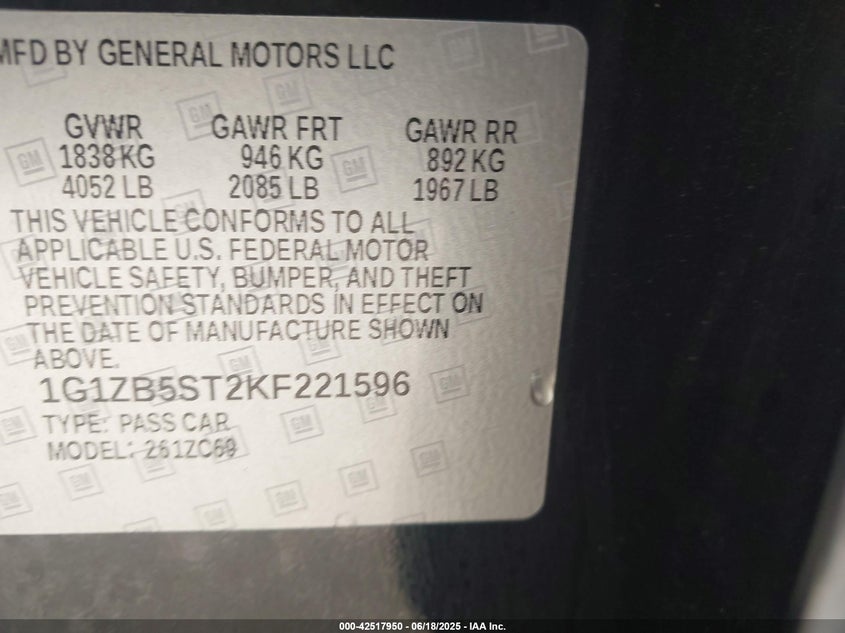 MFD BY GENERAL MOTORS LLC
GVWR GAWR FRT GAWR RR
1838 KG 946 KG 892 KG
4052 LB 2085 LB 1967 LB
THIS VEHICLE CONFORMS TO ALL
APPLICABLE U.S. FEDERAL MOTOR
VEHICLE SAFETY, BUMPER, AND THEFT
PREVENTION STANDARDS IN EFFECT ON
THE DATE OF MANUFACTURE SHOWN
ABOVE.
1G1ZB5ST2KF221596
TYPE: PASS CAR
MODEL: 261ZC69
000-42517950 - 06/18/2025 - IAA Inc.